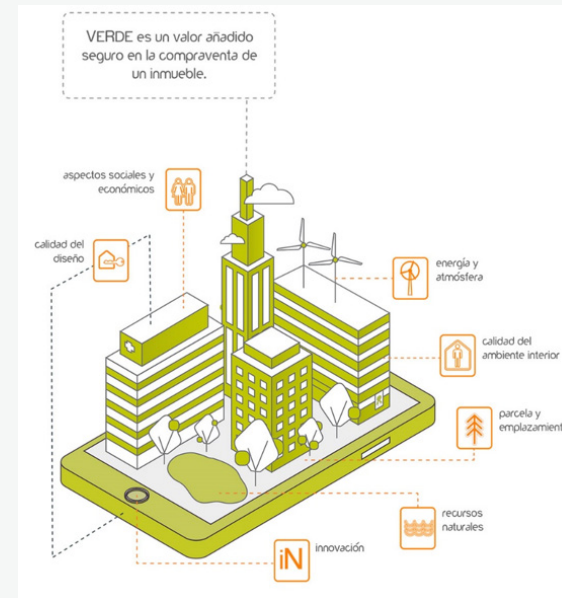 VERDE es un valor añadido
seguro en la compraventa de
un inmueble.
aspectos sociales y
económicos
calidad del
diseño
energía y
atmósfera
calidad del
ambiente interior
parcela y
emplazamient
recursos
naturales
iN
innovación